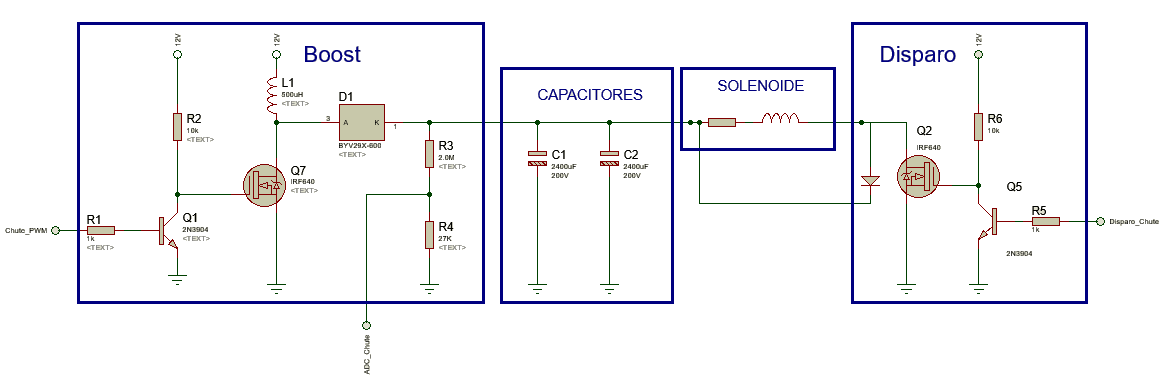 Boost
12V
R2
10k
<TEXT>
12V
L1
500uH
<TEXT>
D1
3
A
K
1
BYV29X-600
<TEXT>
R3
2.0M
<TEXT>
Q7
IRF640
<TEXT>
Chute_PWM
R1
1k
<TEXT>
Q1
2N3904
<TEXT>
R4
27K
<TEXT>
ADC_Chute
CAPACITORES
C1
2400uF
200V
C2
2400uF
200V
SOLENOIDE
Disparo
12V
Q2
IRF640
R6
10k
Q5
2N3904
R5
1k
Disparo_Chute